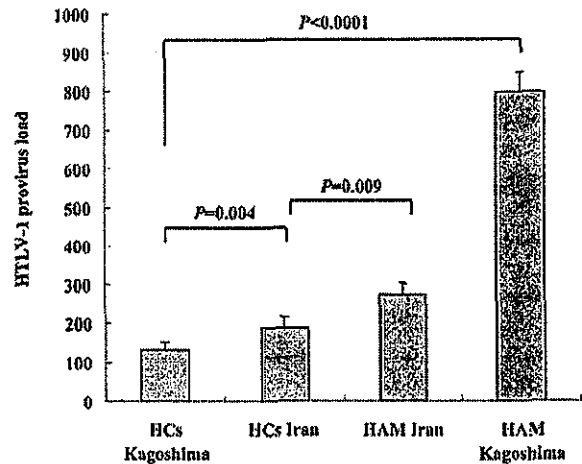 1000
900
800
700
600
500
400
300
200
100
0
HTLV-1 provirus load
P<0.0001
P=0.009
P=0.004
HCs
Kagoshima
HCs Iran
HAM Iran
HAM
Kagoshima